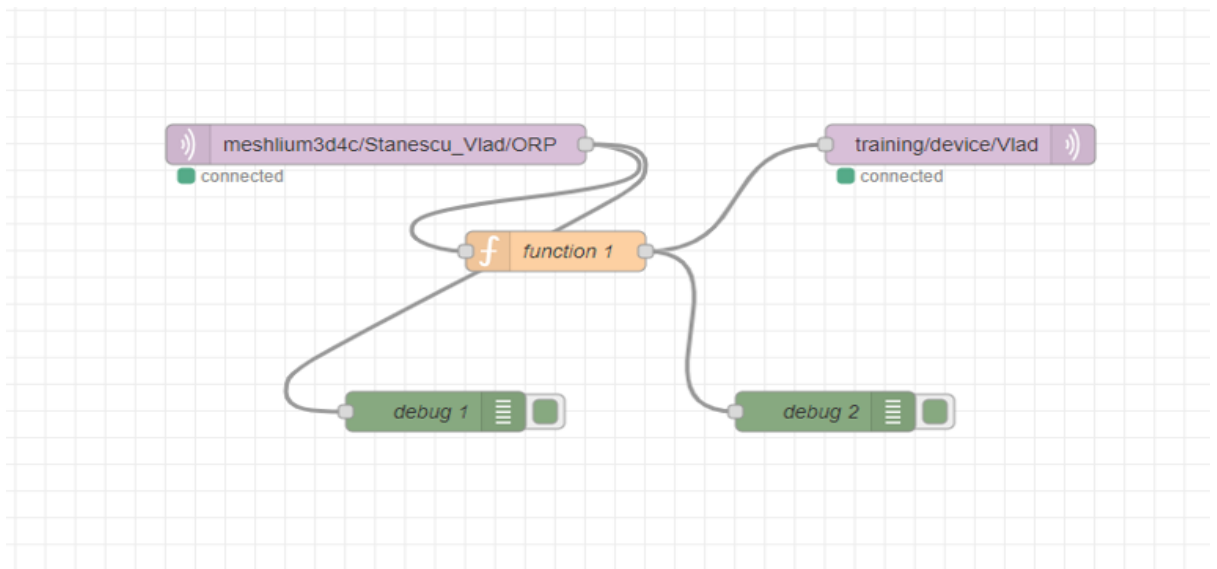 meshlium3d4c/Stanescu_Vlad/ORP
connected
training/device/Vlad
connected
function 1
debug 1
debug 2